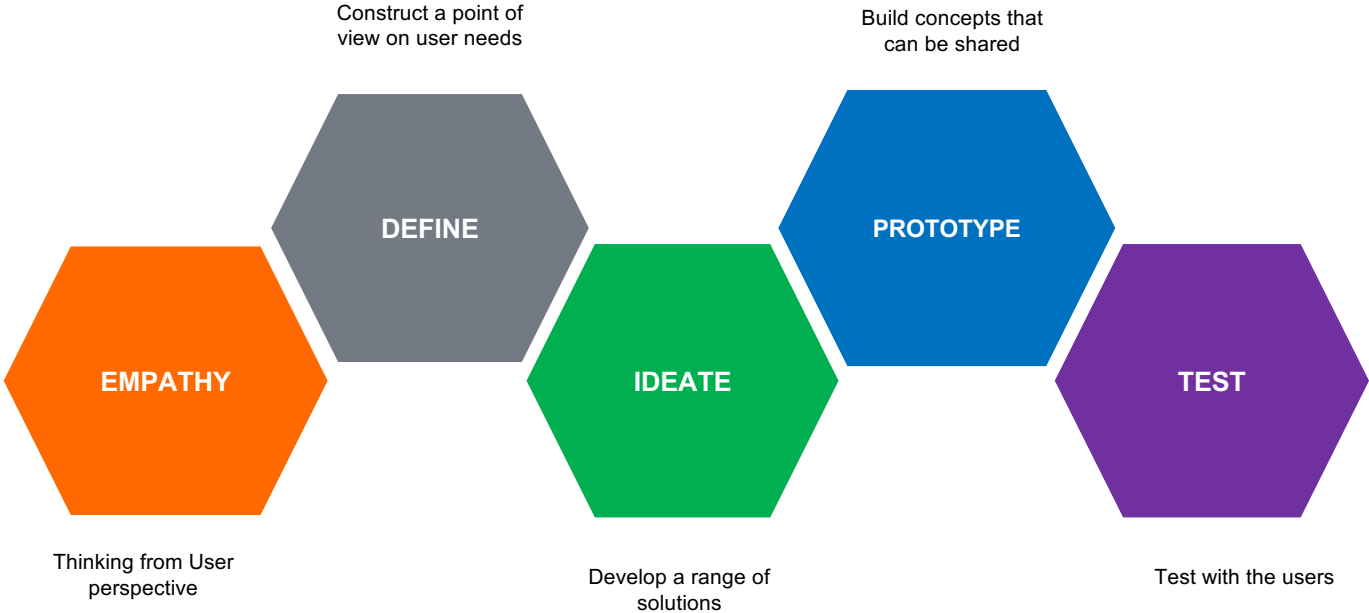 Construct a point of
view on user needs
Build concepts that
can be shared
DEFINE
PROTOTYPE
EMPATHY
IDEATE
TEST
Thinking from User
perspective
Develop a range of
solutions
Test with the users